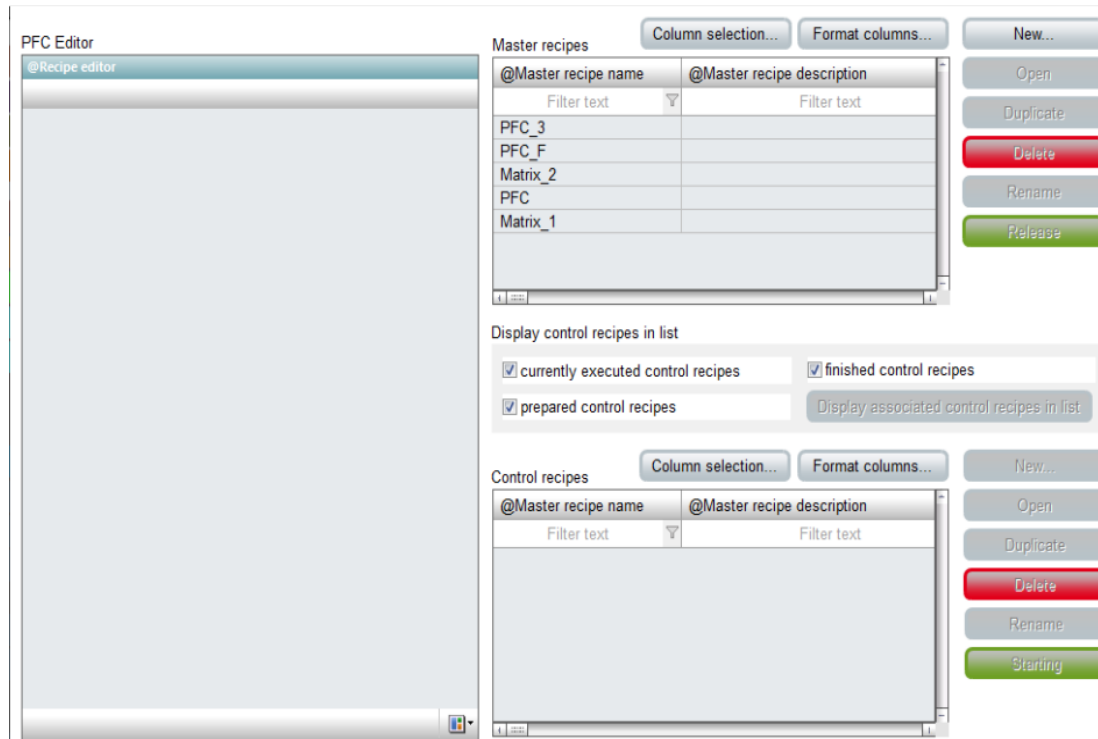 PFC Editor
@Recipe editor
Master recipes
Column selection...
Format columns...
@Master recipe name
@Master recipe description
Filter text
Filter text
PFC_3
PFC_F
Matrix_2
PFC
Matrix_1
New...
Open
Duplicate
Delete
Rename
Release
Display control recipes in list
currently executed control recipes
finished control recipes
prepared control recipes
Display associated control recipes in list
Control recipes
Column selection...
Format columns...
@Master recipe name
@Master recipe description
Filter text
Filter text
New...
Open
Duplicate
Delete
Rename
Starting